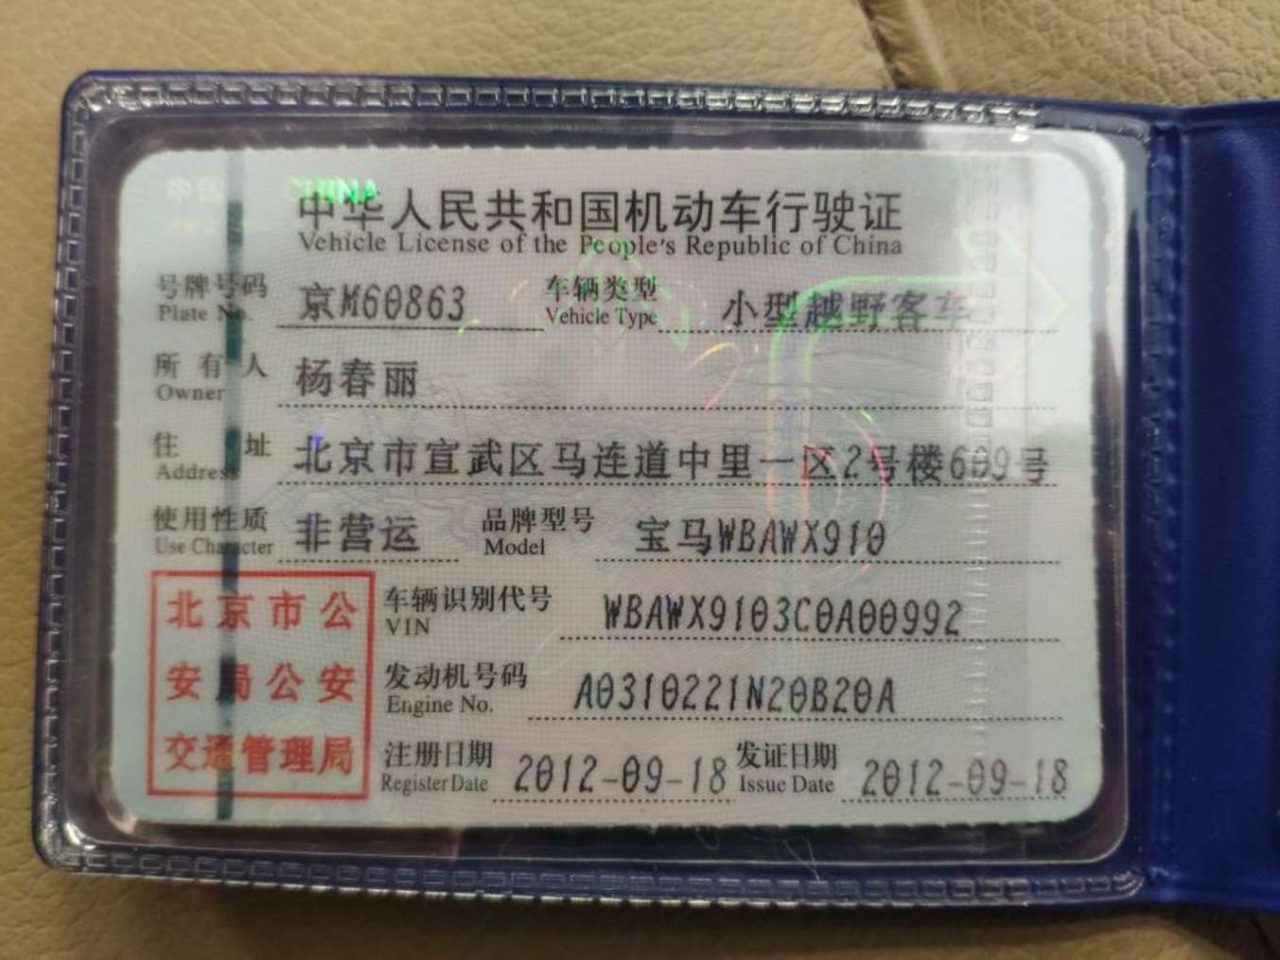 中华人民共和国机动车行驶证
Vehicle License of the People's Republic of China
号牌号码 京M60863 车辆类型 小型越野客车
Plate No. Vehicle Type
所有人 杨春丽
Owner
住址 北京市宣武区马连道中里一区2号楼609号
Address
使用性质 非营运 品牌型号 宝马WBAWX910
Use Character Model
车辆识别代号 WBAWX9103C0A00992
VIN
发动机号码 A0310221N20B20A
Engine No.
注册日期 2012-09-18 发证日期 2012-09-18
Register Date Issue Date
北京市公
安局公安
交通管理局